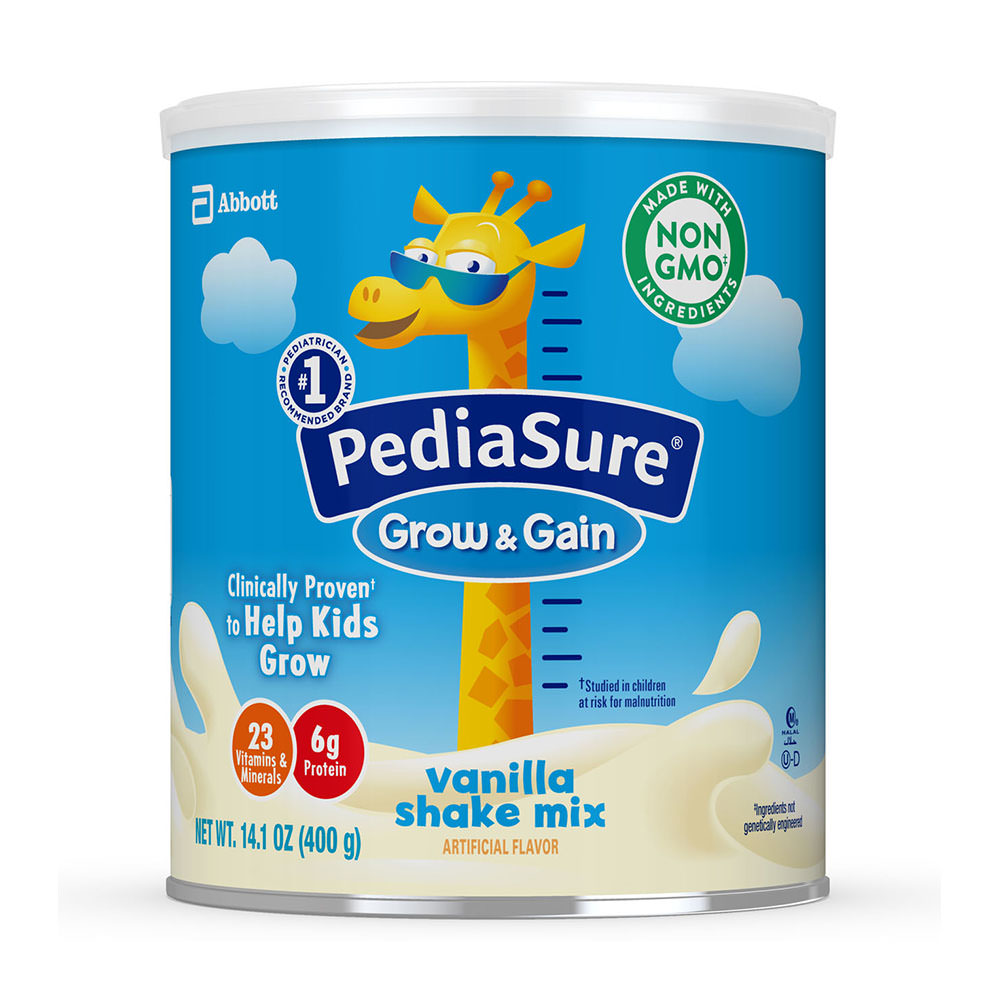 Abbott
MADE WITH
NON
GMO‡
INGREDIENTS
PEDIATRICIAN
#1
RECOMMENDED BRAND
PediaSure®
Grow & Gain
Clinically Proven†
to Help Kids
Grow
†Studied in children
at risk for malnutrition
23
Vitamins &
Minerals
6g
Protein
M®
HALAL
حلال
U-D
vanilla
shake mix
ARTIFICIAL FLAVOR
NET WT. 14.1 OZ (400 g)
‡Ingredients not
genetically engineered